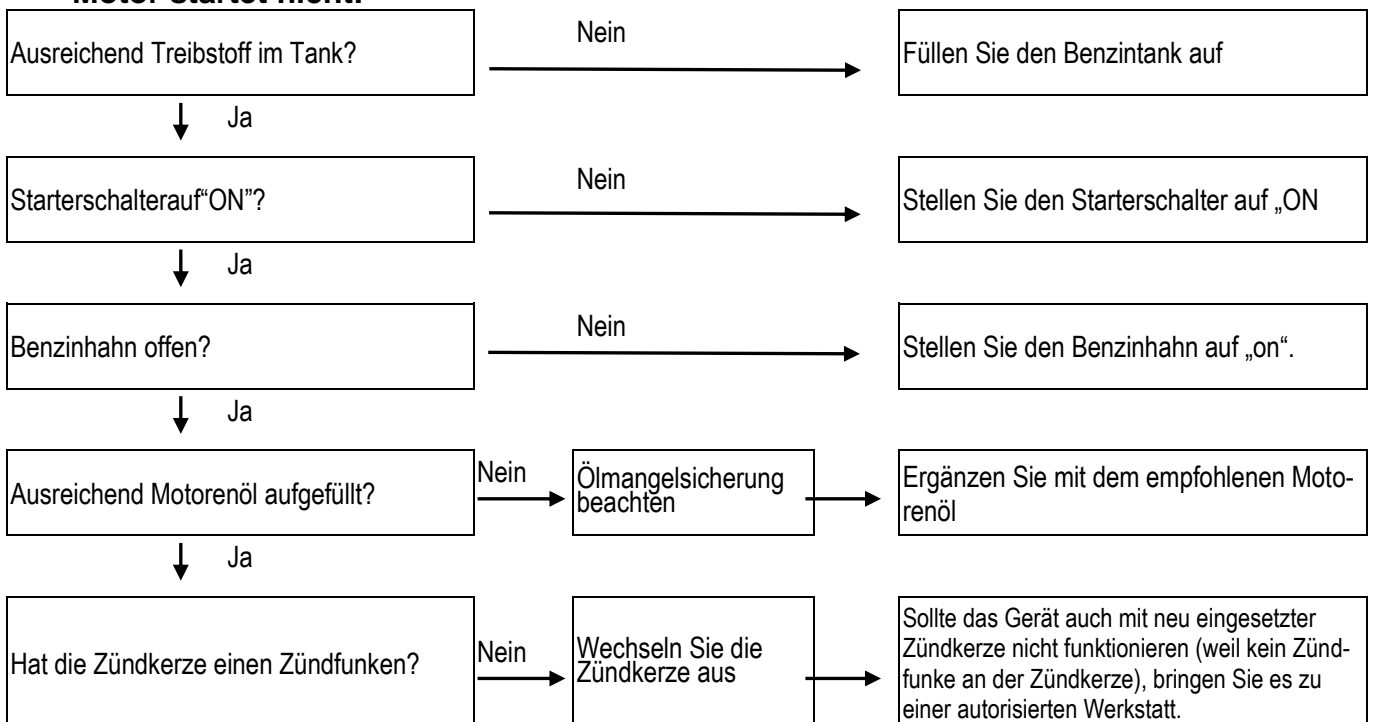 Motor startet nicht:
Ausreichend Treibstoff im Tank?
Nein
Füllen Sie den Benzintank auf
Ja
Starterschalterauf“ON”?
Nein
Stellen Sie den Starterschalter auf „ON
Ja
Benzinhahn offen?
Nein
Stellen Sie den Benzinhahn auf „on“.
Ja
Ausreichend Motorenöl aufgefüllt?
Nein
Ölmangelsicherung
beachten
Ergänzen Sie mit dem empfohlenen Moto-
renöl
Ja
Hat die Zündkerze einen Zündfunken?
Nein
Wechseln Sie die
Zündkerze aus
Sollte das Gerät auch mit neu eingesetzter
Zündkerze nicht funktionieren (weil kein Zünd-
funke an der Zündkerze), bringen Sie es zu
einer autorisierten Werkstatt.